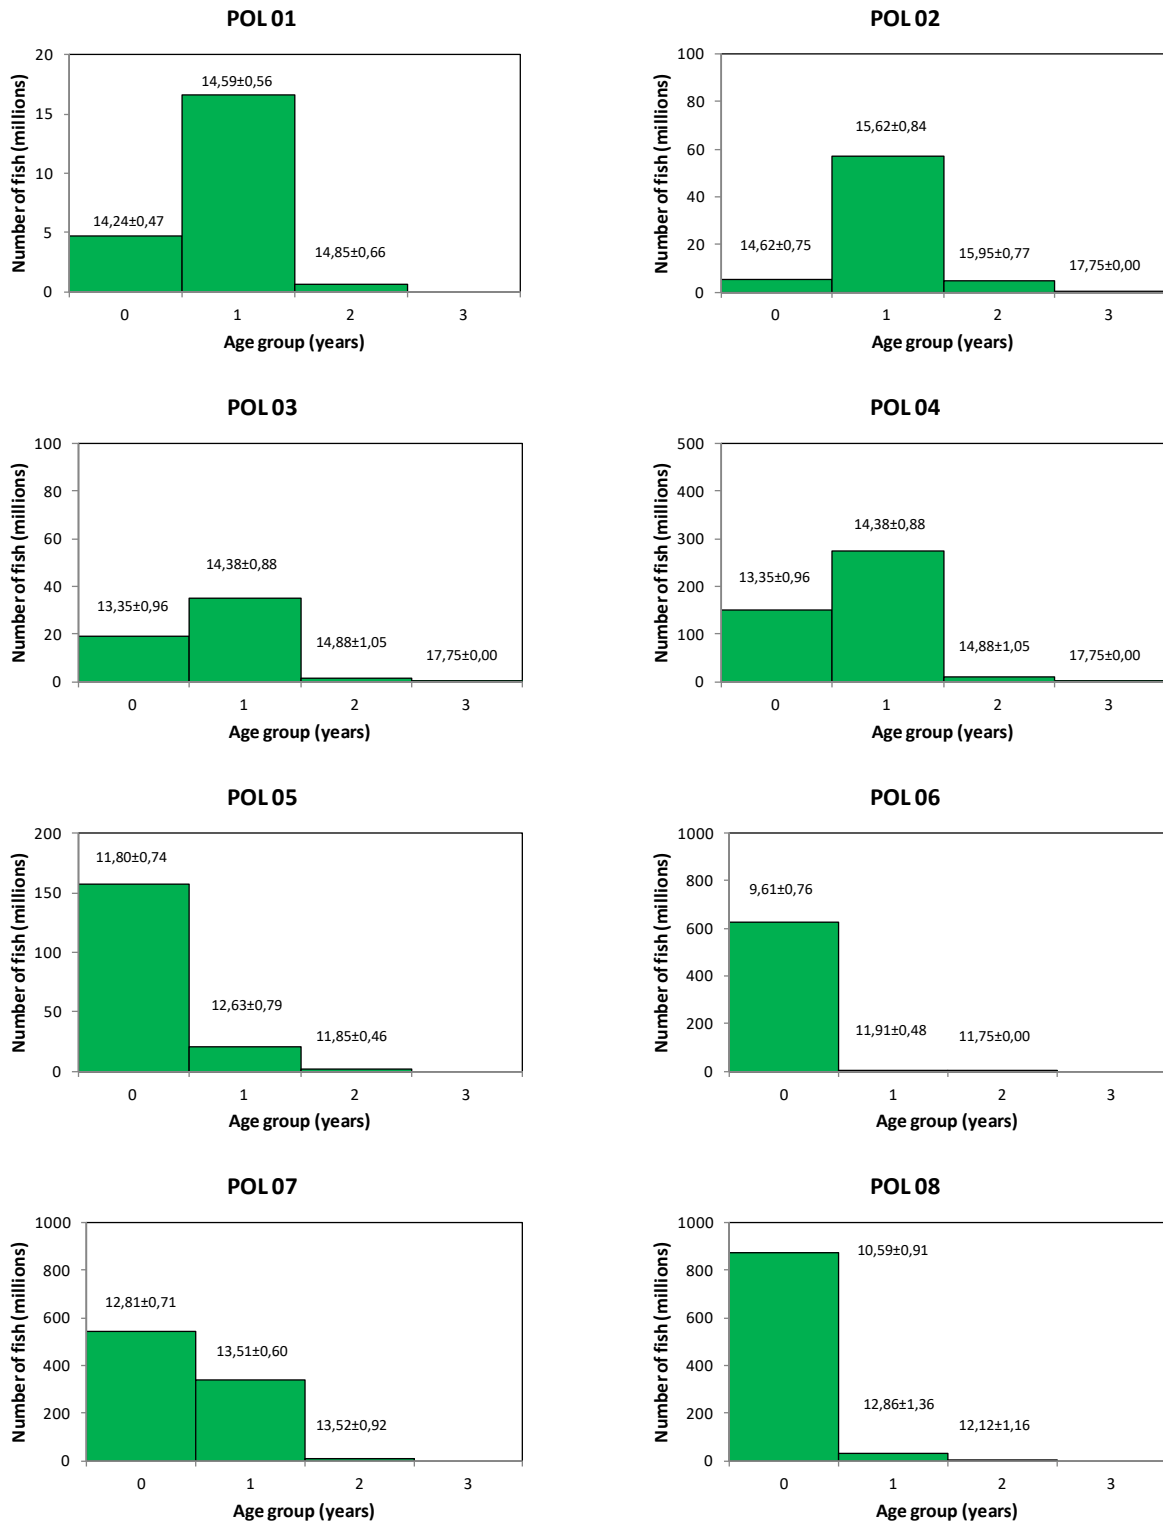 POL 01
Number of fish (millions)
20
15
10
5
0
14,24±0,47
14,59±0,56
14,85±0,66
0 1 2 3
Age group (years)
POL 02
Number of fish (millions)
100
80
60
40
20
0
14,62±0,75
15,62±0,84
15,95±0,77
17,75±0,00
0 1 2 3
Age group (years)
POL 03
Number of fish (millions)
100
80
60
40
20
0
13,35±0,96
14,38±0,88
14,88±1,05
17,75±0,00
0 1 2 3
Age group (years)
POL 04
Number of fish (millions)
500
400
300
200
100
0
13,35±0,96
14,38±0,88
14,88±1,05
17,75±0,00
0 1 2 3
Age group (years)
POL 05
Number of fish (millions)
200
150
100
50
0
11,80±0,74
12,63±0,79
11,85±0,46
0 1 2 3
Age group (years)
POL 06
Number of fish (millions)
1000
800
600
400
200
0
9,61±0,76
11,91±0,48
11,75±0,00
0 1 2 3
Age group (years)
POL 07
Number of fish (millions)
1000
800
600
400
200
0
12,81±0,71
13,51±0,60
13,52±0,92
0 1 2 3
Age group (years)
POL 08
Number of fish (millions)
1000
800
600
400
200
0
10,59±0,91
12,86±1,36
12,12±1,16
0 1 2 3
Age group (years)